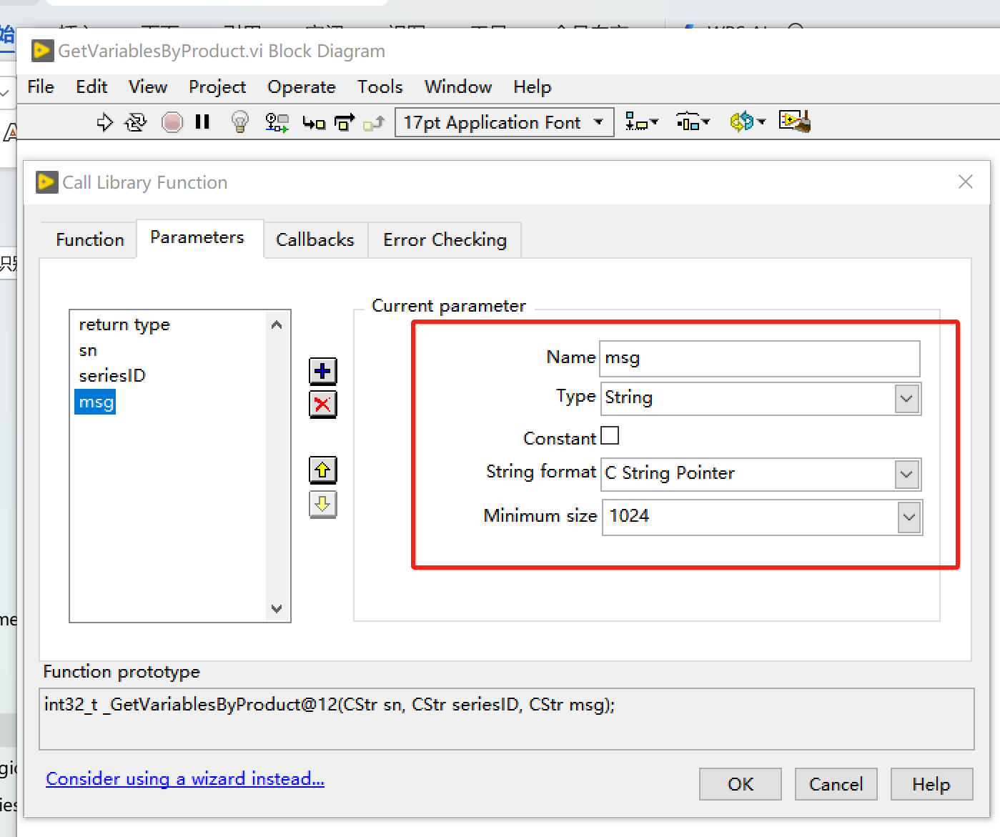 始
GetVariablesByProduct.vi Block Diagram
File Edit View Project Operate Tools Window Help
17pt Application Font
Call Library Function
Function Parameters Callbacks Error Checking
Current parameter
return type
sn
seriesID
msg
Name msg
Type String
Constant
String format C String Pointer
Minimum size 1024
Function prototype
int32_t _GetVariablesByProduct@12(CStr sn, CStr seriesID, CStr msg);
Consider using a wizard instead...
OK Cancel Help